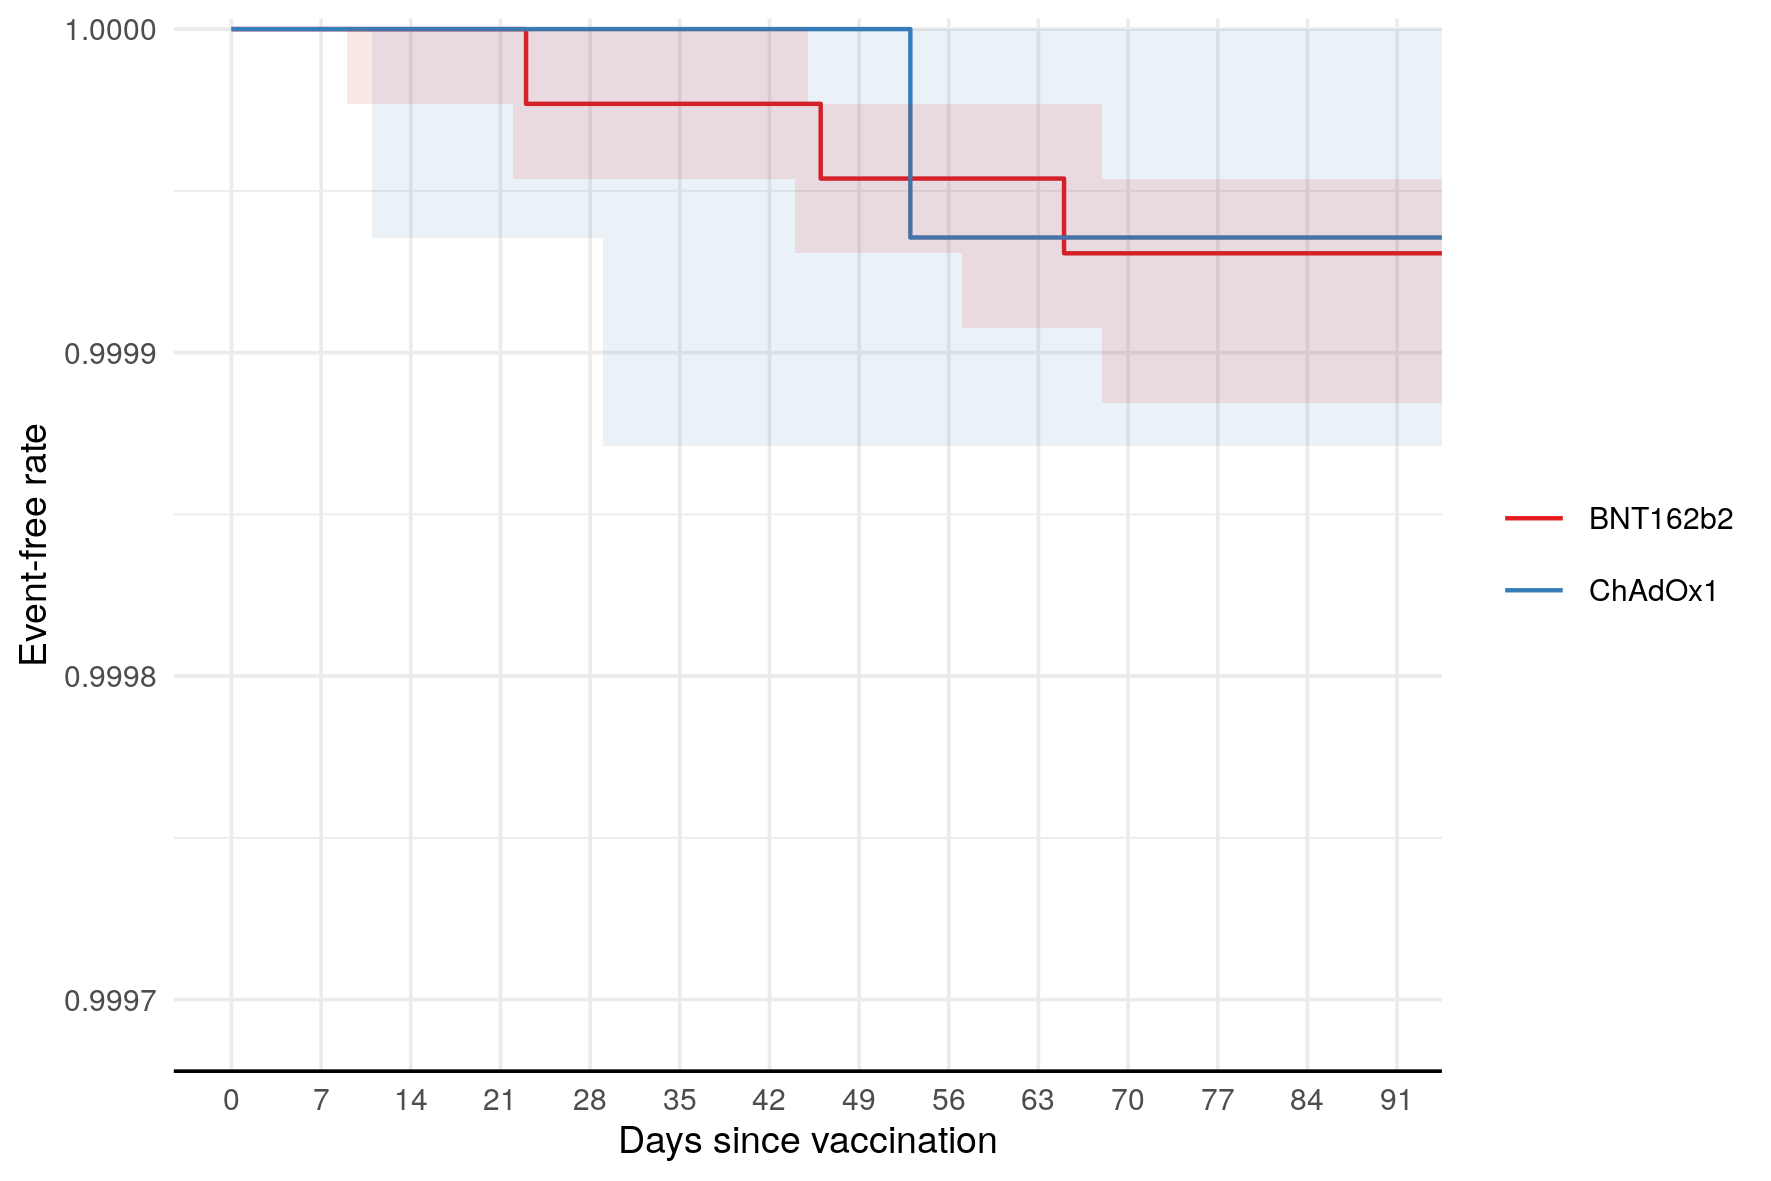 1.0000
0.9999
0.9998
0.9997
Event-free rate
0 7 14 21 28 35 42 49 56 63 70 77 84 91
Days since vaccination
BNT162b2
ChAdOx1